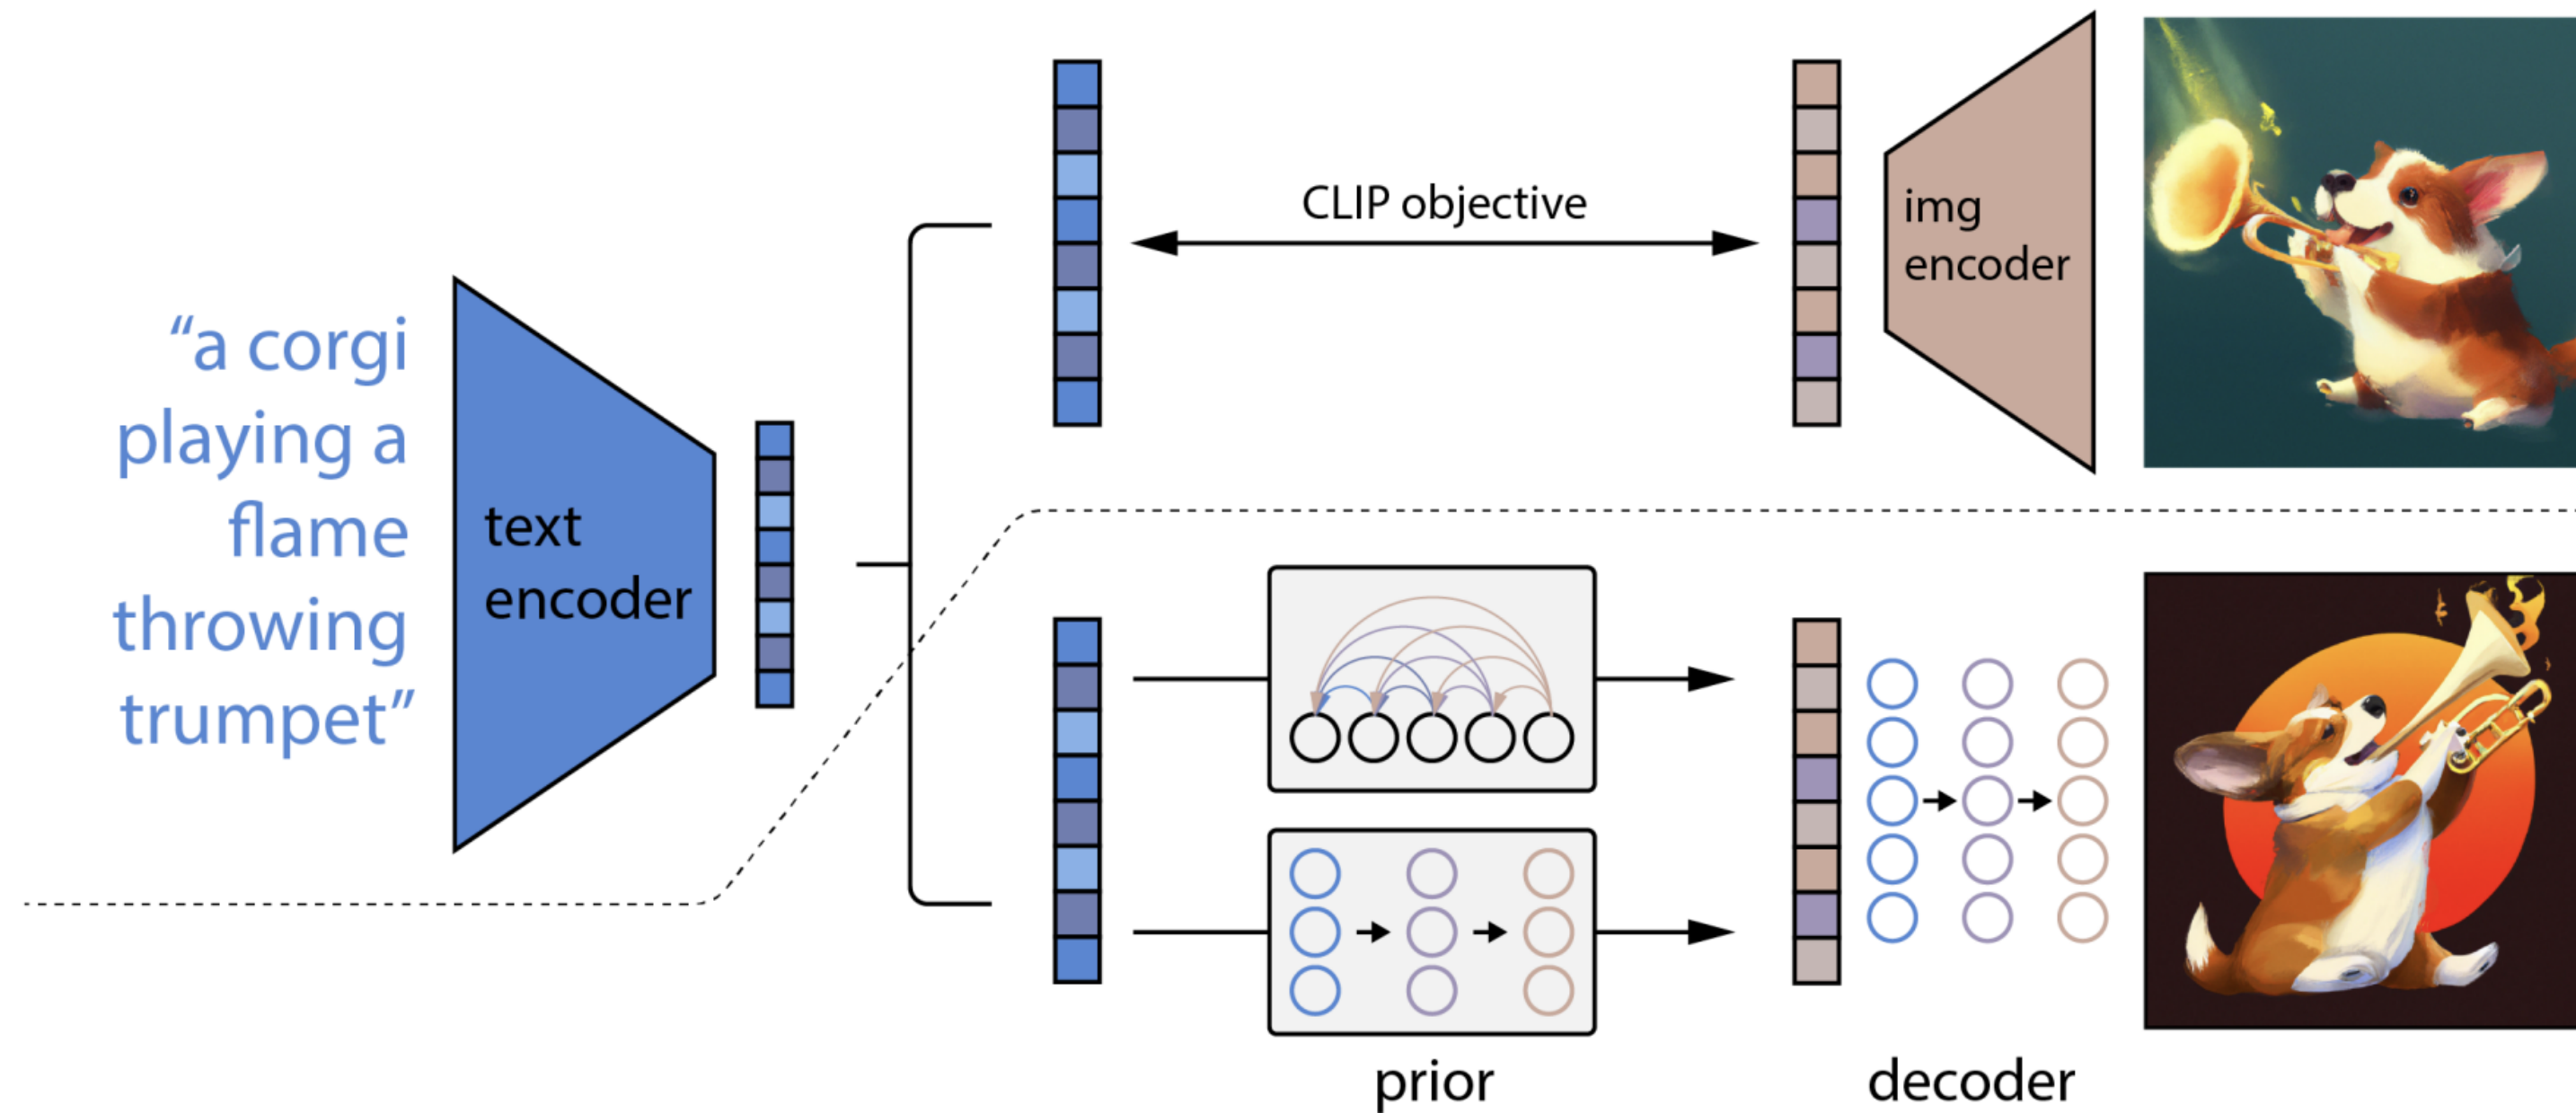 “a corgi
playing a
flame
throwing
trumpet”
text
encoder
CLIP objective
img
encoder
prior
decoder